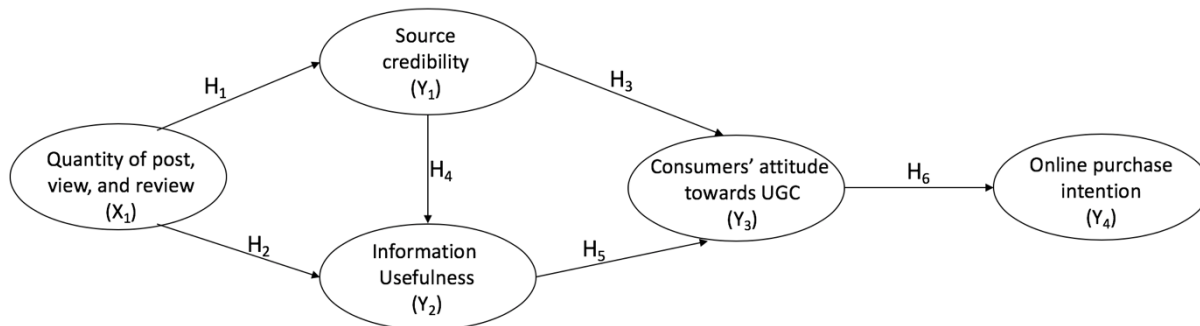 Source
credibility
(Y₁)
H₁
H₃
Quantity of post,
view, and review
(X₁)
H₄
Consumers’ attitude
towards UGC
(Y₃)
H₆
Online purchase
intention
(Y₄)
H₂
Information
Usefulness
(Y₂)
H₅